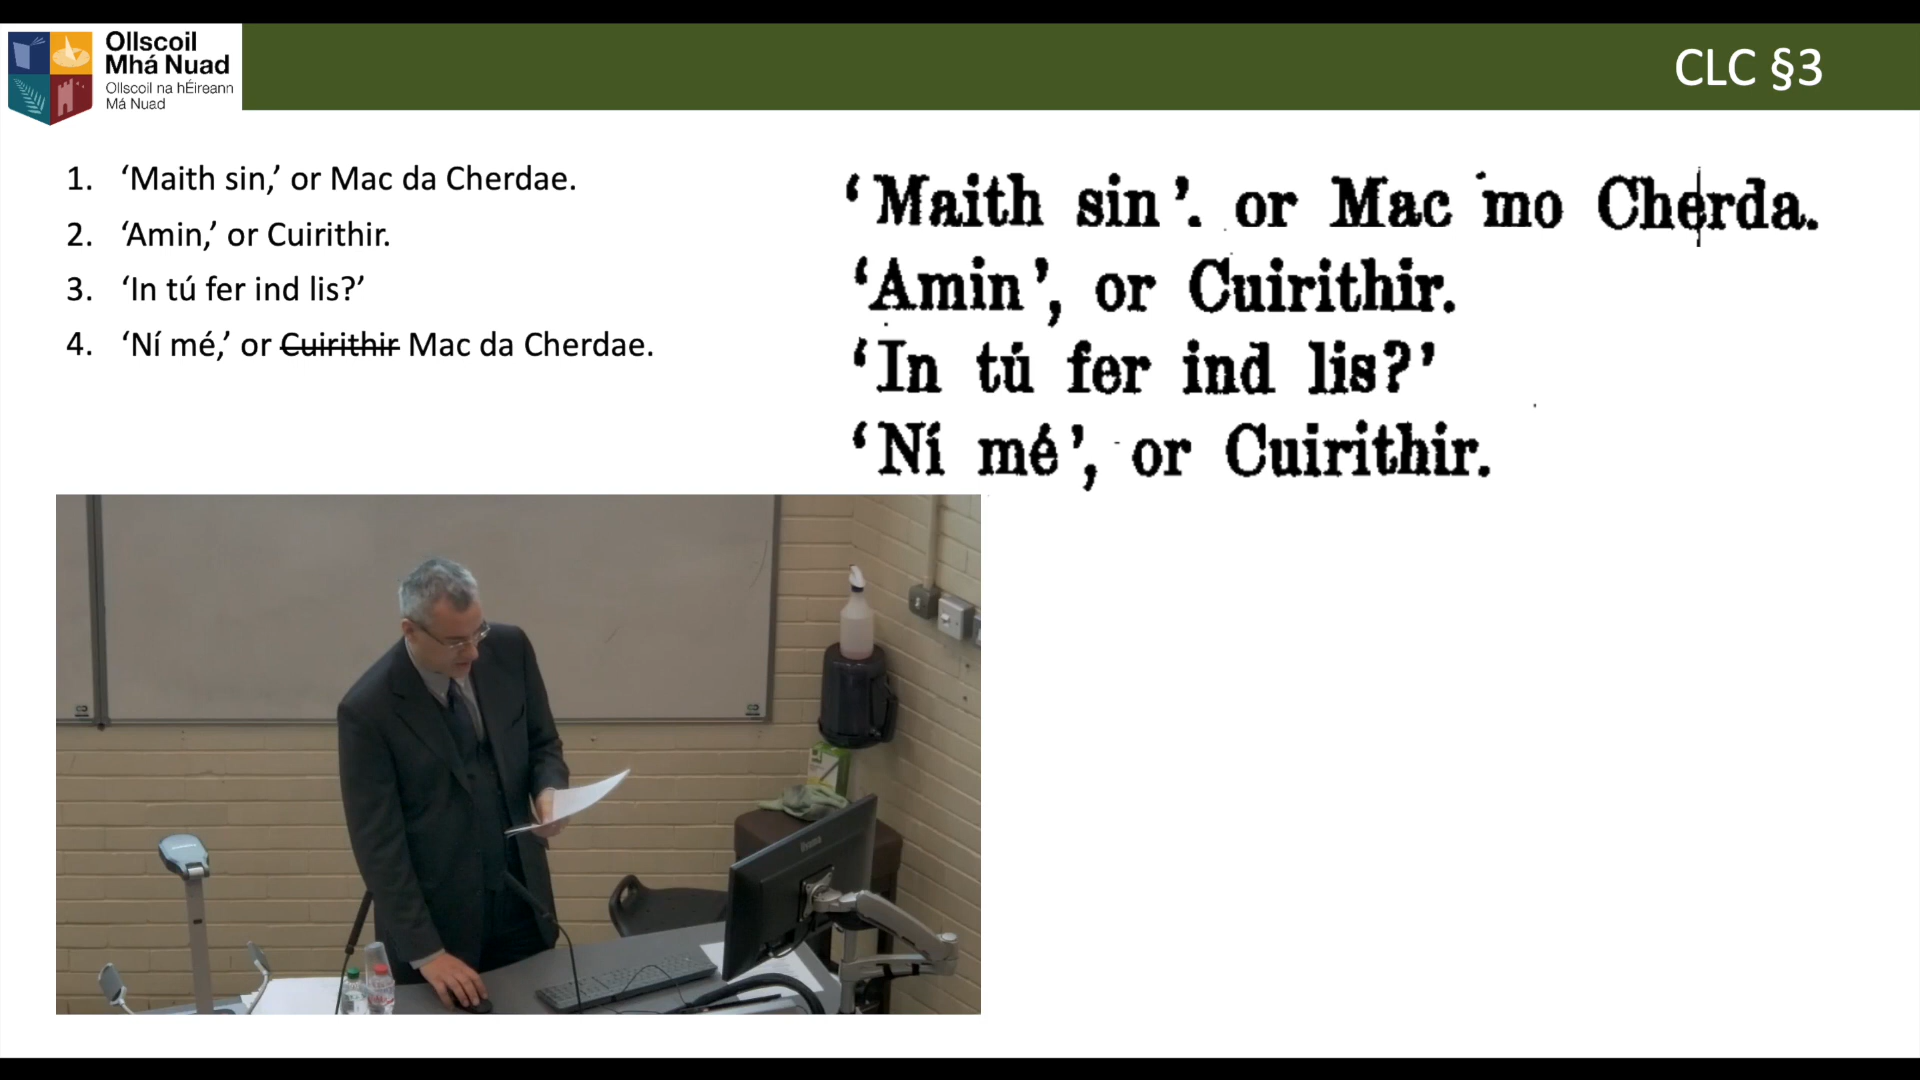 Ollscoil
Mhá Nuad
Ollscoil na hÉireann
Má Nuad
CLC §3
1. ‘Maith sin,’ or Mac da Cherdae.
2. ‘Amin,’ or Cuirithir.
3. ‘In tú fer ind lis?’
4. ‘Ní mé,’ or Cuirithir Mac da Cherdae.
‘Maith sin’. or Mac mo Cherda.
‘Amin’, or Cuirithir.
‘In tú fer ind lis?’
‘Ní mé’, or Cuirithir.